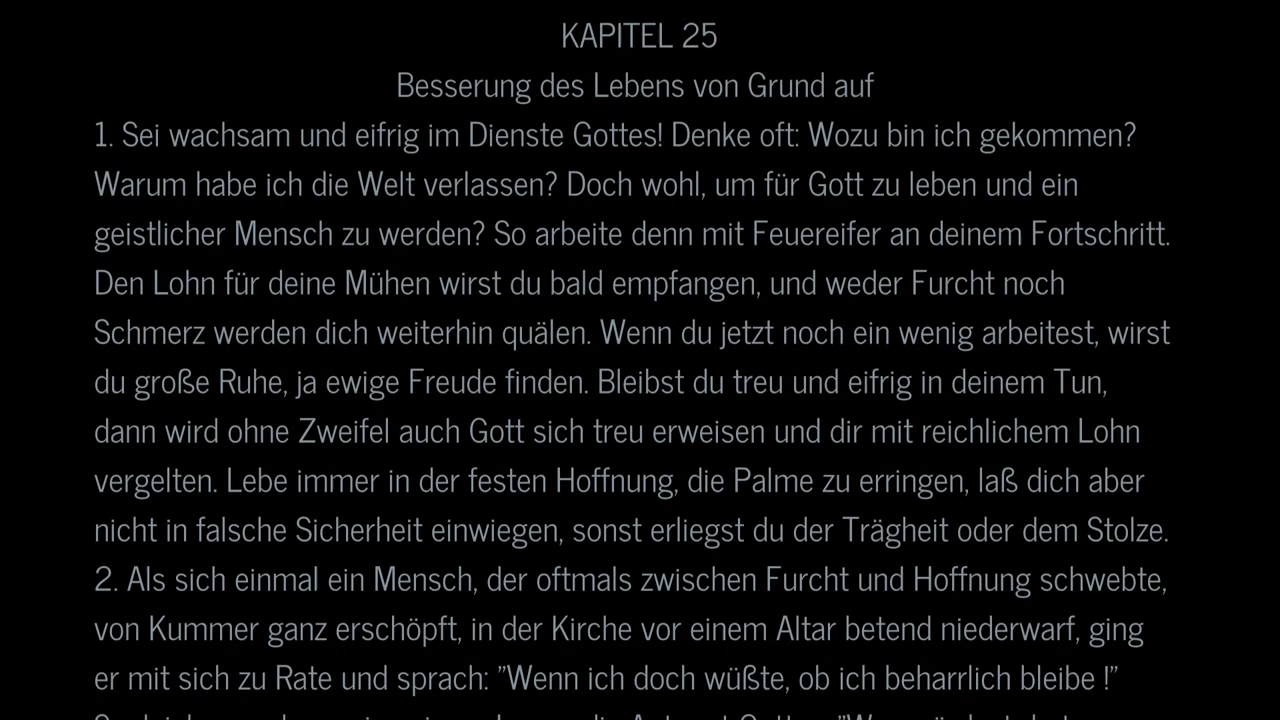 KAPITEL 25
Besserung des Lebens von Grund auf
1. Sei wachsam und eifrig im Dienste Gottes! Denke oft: Wozu bin ich gekommen?
Warum habe ich die Welt verlassen? Doch wohl, um für Gott zu leben und ein
geistlicher Mensch zu werden? So arbeite denn mit Feuereifer an deinem Fortschritt.
Den Lohn für deine Mühen wirst du bald empfangen, und weder Furcht noch
Schmerz werden dich weiterhin quälen. Wenn du jetzt noch ein wenig arbeitest, wirst
du große Ruhe, ja ewige Freude finden. Bleibst du treu und eifrig in deinem Tun,
dann wird ohne Zweifel auch Gott sich treu erweisen und dir mit reichlichem Lohn
vergelten. Lebe immer in der festen Hoffnung, die Palme zu erringen, laß dich aber
nicht in falsche Sicherheit einwiegen, sonst erliegst du der Trägheit oder dem Stolze.
2. Als sich einmal ein Mensch, der oftmals zwischen Furcht und Hoffnung schwebte,
von Kummer ganz erschöpft, in der Kirche vor einem Altar betend niederwarf, ging
er mit sich zu Rate und sprach: ”Wenn ich doch wüßte, ob ich beharrlich bleibe !”